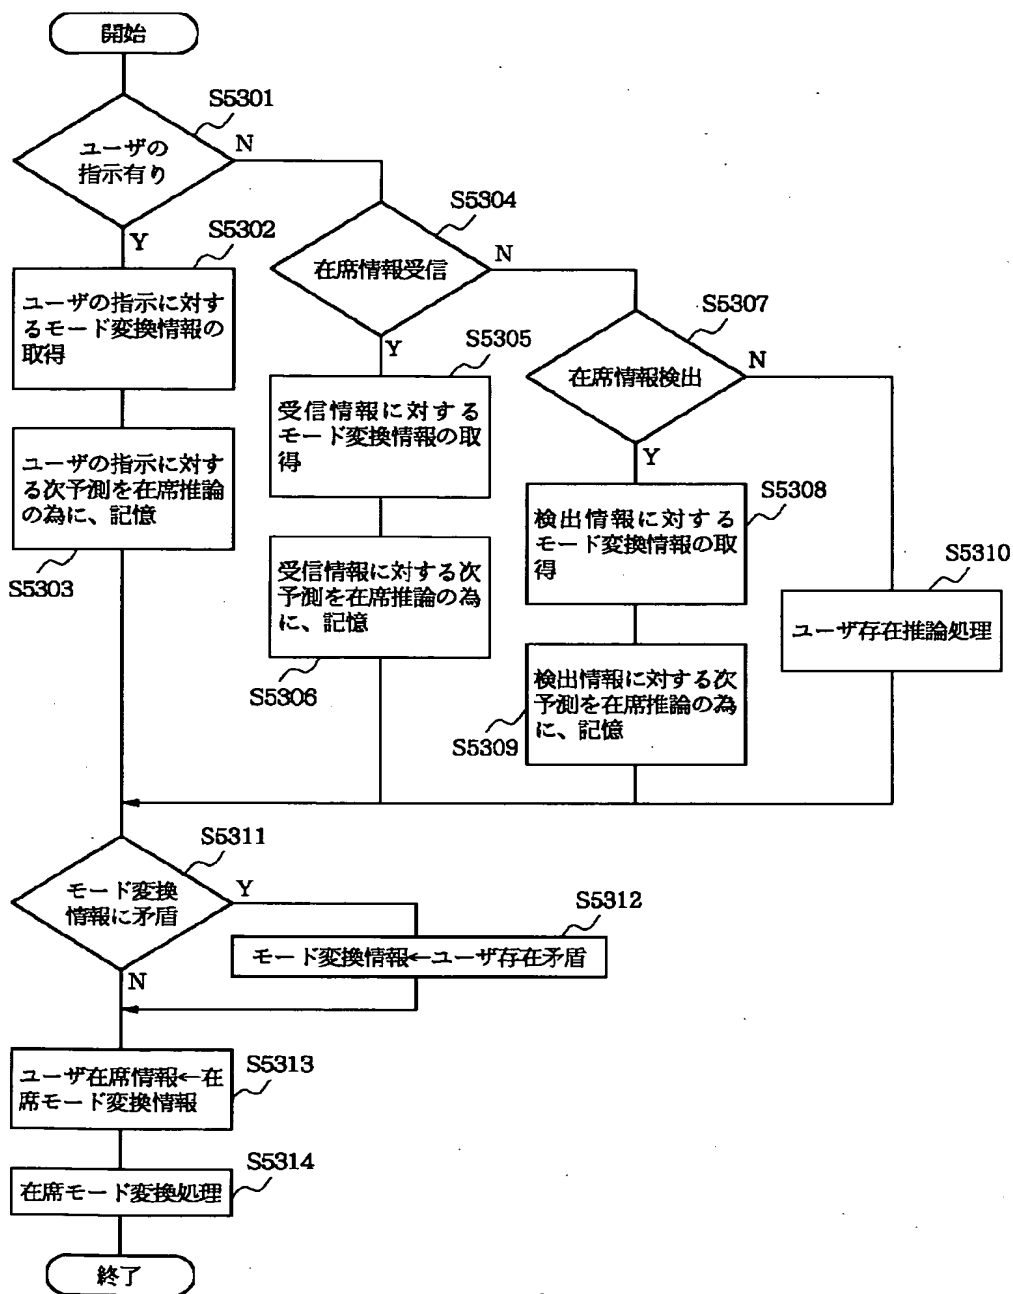 開始
S5301
ユーザの
指示有り
N
Y
S5302
ユーザの指示に対す
るモード変換情報の
取得
ユーザの指示に対す
る次予測を在席推論
の為に、記憶
S5303
S5304
在席情報受信
N
Y
S5305
受信情報に対する
モード変換情報の取
得
受信情報に対する次
予測を在席推論の為
に、記憶
S5306
S5307
在席情報検出
N
Y
S5308
検出情報に対する
モード変換情報の取
得
検出情報に対する次
予測を在席推論の為
に、記憶
S5309
S5310
ユーザ存在推論処理
S5311
モード変換
情報に矛盾
Y
N
S5312
モード変換情報←ユーザ存在矛盾
S5313
ユーザ在席情報←在
席モード変換情報
S5314
在席モード変換処理
終了